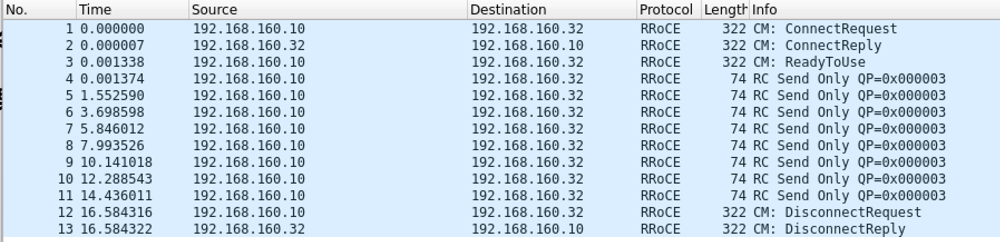 No. Time Source Destination Protocol Length Info
1 0.000000 192.168.160.10 192.168.160.32 RRoCE 322 CM: ConnectRequest
2 0.000007 192.168.160.32 192.168.160.10 RRoCE 322 CM: ConnectReply
3 0.001338 192.168.160.10 192.168.160.32 RRoCE 322 CM: ReadyToUse
4 0.001374 192.168.160.10 192.168.160.32 RRoCE 74 RC Send Only QP=0x000003
5 1.552590 192.168.160.10 192.168.160.32 RRoCE 74 RC Send Only QP=0x000003
6 3.698598 192.168.160.10 192.168.160.32 RRoCE 74 RC Send Only QP=0x000003
7 5.846012 192.168.160.10 192.168.160.32 RRoCE 74 RC Send Only QP=0x000003
8 7.993526 192.168.160.10 192.168.160.32 RRoCE 74 RC Send Only QP=0x000003
9 10.141018 192.168.160.10 192.168.160.32 RRoCE 74 RC Send Only QP=0x000003
10 12.288543 192.168.160.10 192.168.160.32 RRoCE 74 RC Send Only QP=0x000003
11 14.436011 192.168.160.10 192.168.160.32 RRoCE 74 RC Send Only QP=0x000003
12 16.584316 192.168.160.10 192.168.160.32 RRoCE 322 CM: DisconnectRequest
13 16.584322 192.168.160.32 192.168.160.10 RRoCE 322 CM: DisconnectReply